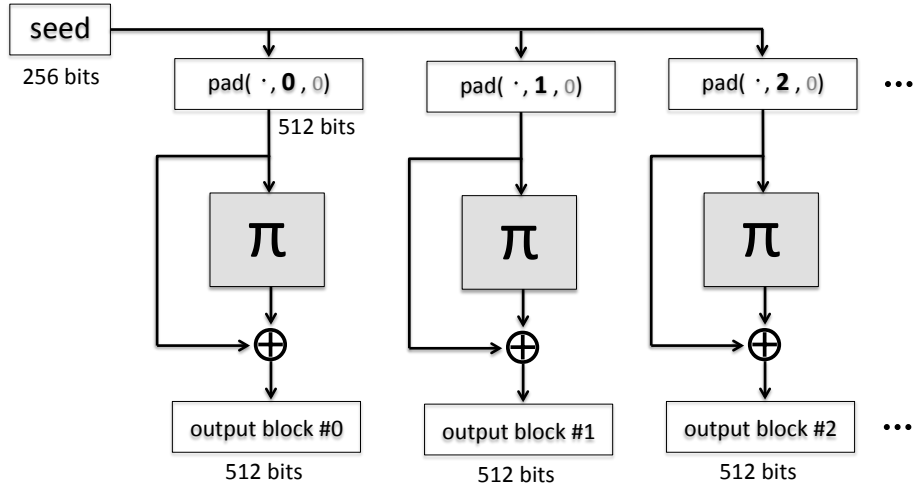 seed
256 bits
pad( · , 0 , 0)
pad( · , 1 , 0)
pad( · , 2 , 0)
...
512 bits
π
π
π
output block #0
output block #1
output block #2
...
512 bits
512 bits
512 bits